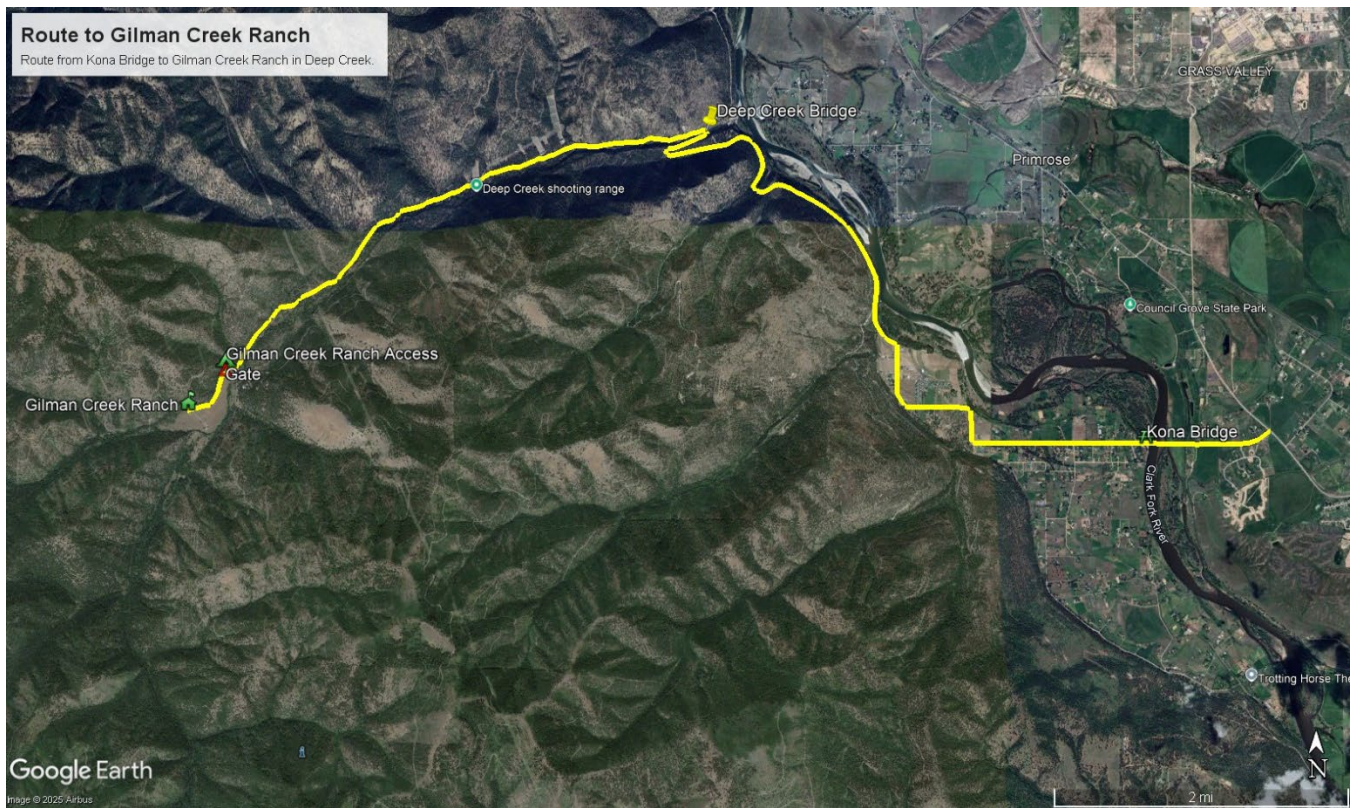 Route to Gilman Creek Ranch
Route from Kona Bridge to Gilman Creek Ranch in Deep Creek.
GRASS VALLEY
Deep Creek Bridge
Primrose
Deep Creek shooting range
Council Grove State Park
Gilman Creek Ranch Access
Gate
Gilman Creek Ranch
Kona Bridge
Clark Fork River
Trotting Horse The
Google Earth
Image © 2025 Airbus
N
2 mi